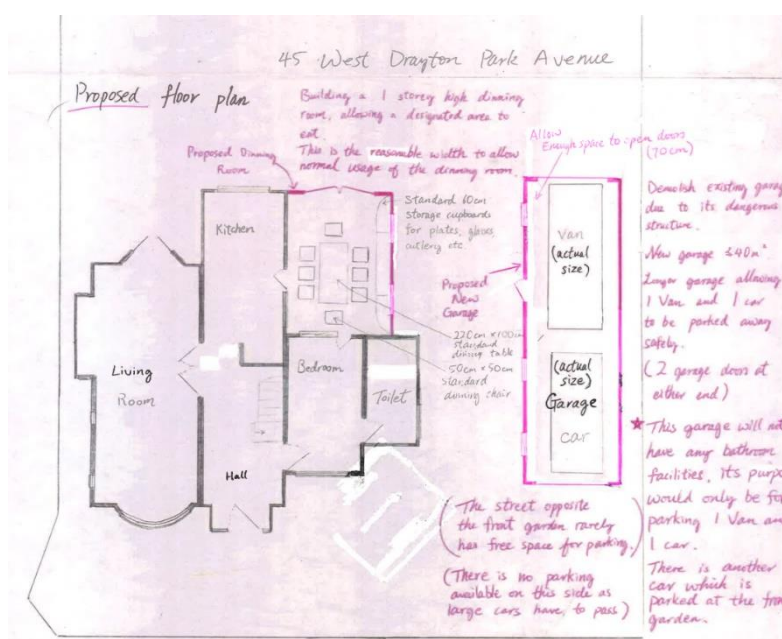 45 West Drayton Park Avenue
Proposed floor plan
Building a 1 storey high dinning
room, allowing a designated area to
eat.
This is the reasonable width to allow
normal usage of the dinning room.
Proposed Dinning
Room
Standard 60cm
storage cupboards
for plates, glases,
cutlery etc
Kitchen
Living
Room
Hall
Bedroom
Toilet
220cm x 100cm
standard
dining table
50cm x 50cm
standard
dinning chair
Proposed
New
Garage
Allow
Enough space to open doors
(70cm)
Van
(actual
size)
(actual
size)
Garage
car
Demolish existing garag
due to its dangerous
structure.
New garage ≤40m²
Longer garage allowing
1 Van and 1 car
to be parked away
safely.
(2 garage doors at
either end)
★ This garage will not
have any bathroom
facilities, its purpo
would only be for
parking 1 Van an
1 car.
There is another
car which is
parked at the fron
garden.
(The street opposite
the front garden rarely
has free space for parking.)
(There is no parking
available on this side as
large cars have to pass)